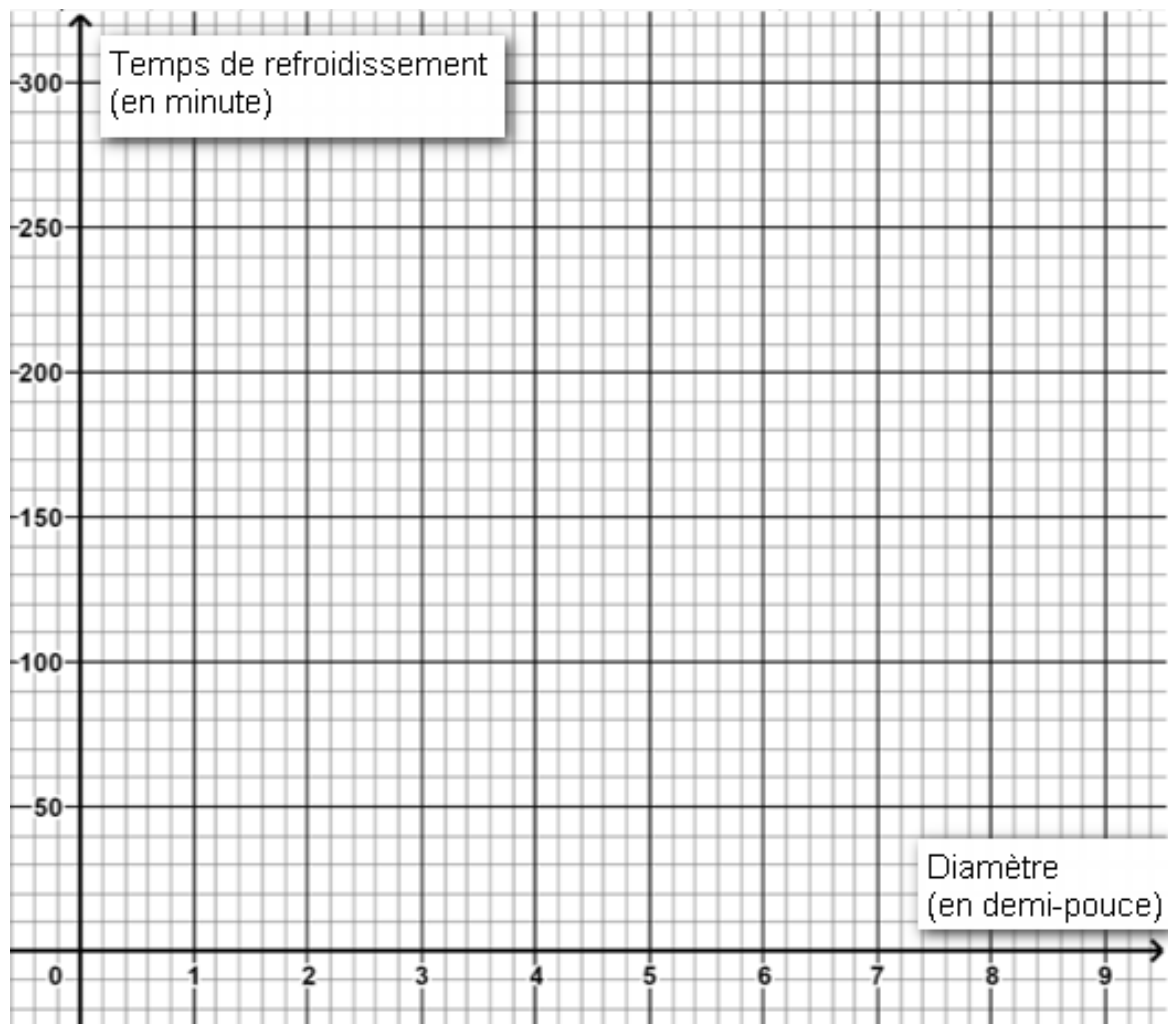 Temps de refroidissement
(en minute)
300
250
200
150
100
50
Diamètre
(en demi-pouce)
0 1 2 3 4 5 6 7 8 9